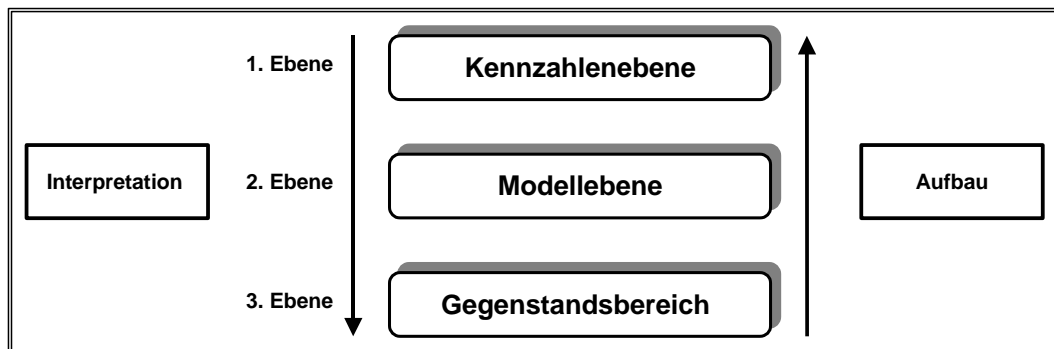 1. Ebene
Kennzahlenebene
Interpretation
2. Ebene
Modellebene
Aufbau
3. Ebene
Gegenstandsbereich